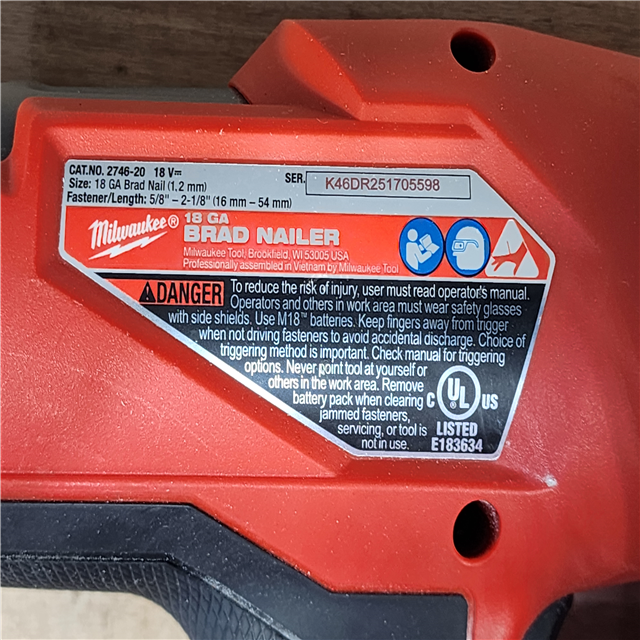 CAT.NO. 2746-20 18 V⎓ SER. K46DR251705598
Size: 18 GA Brad Nail (1.2 mm)
Fastener/Length: 5/8" – 2-1/8" (16 mm – 54 mm)
Milwaukee®
18 GA
BRAD NAILER
Milwaukee Tool, Brookfield, WI 53005 USA
Professionally assembled in Vietnam by Milwaukee Tool
DANGER To reduce the risk of injury, user must read operator's manual.
Operators and others in work area must wear safety glasses
with side shields. Use M18™ batteries. Keep fingers away from trigger
when not driving fasteners to avoid accidental discharge. Choice of
triggering method is important. Check manual for triggering
options. Never point tool at yourself or
others in the work area. Remove
battery pack when clearing
jammed fasteners,
servicing, or tool is
not in use.
C UL US
LISTED
E183634